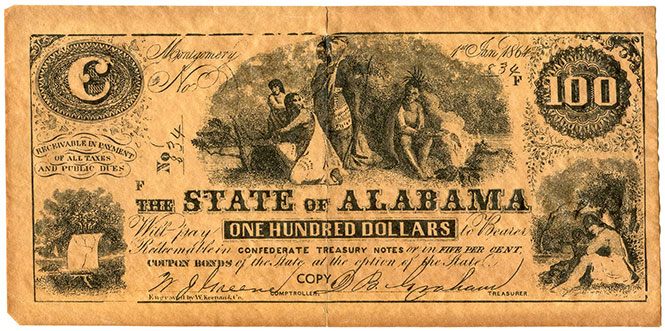 C
Montgomery
1st Jan'y 1864
No
834
F
100
RECEIVABLE IN PAYMENT
OF ALL TAXES
AND PUBLIC DUES
No 834
F
THE STATE OF ALABAMA
Will pay ONE HUNDRED DOLLARS to Bearer
Redeemable in CONFEDERATE TREASURY NOTES or in FIVE PER CENT,
COUPON BONDS of the State at the option of the State
COPY
W J Greene COMPTROLLER, D B Graham TREASURER
Engraved by W. Keenan & Co.